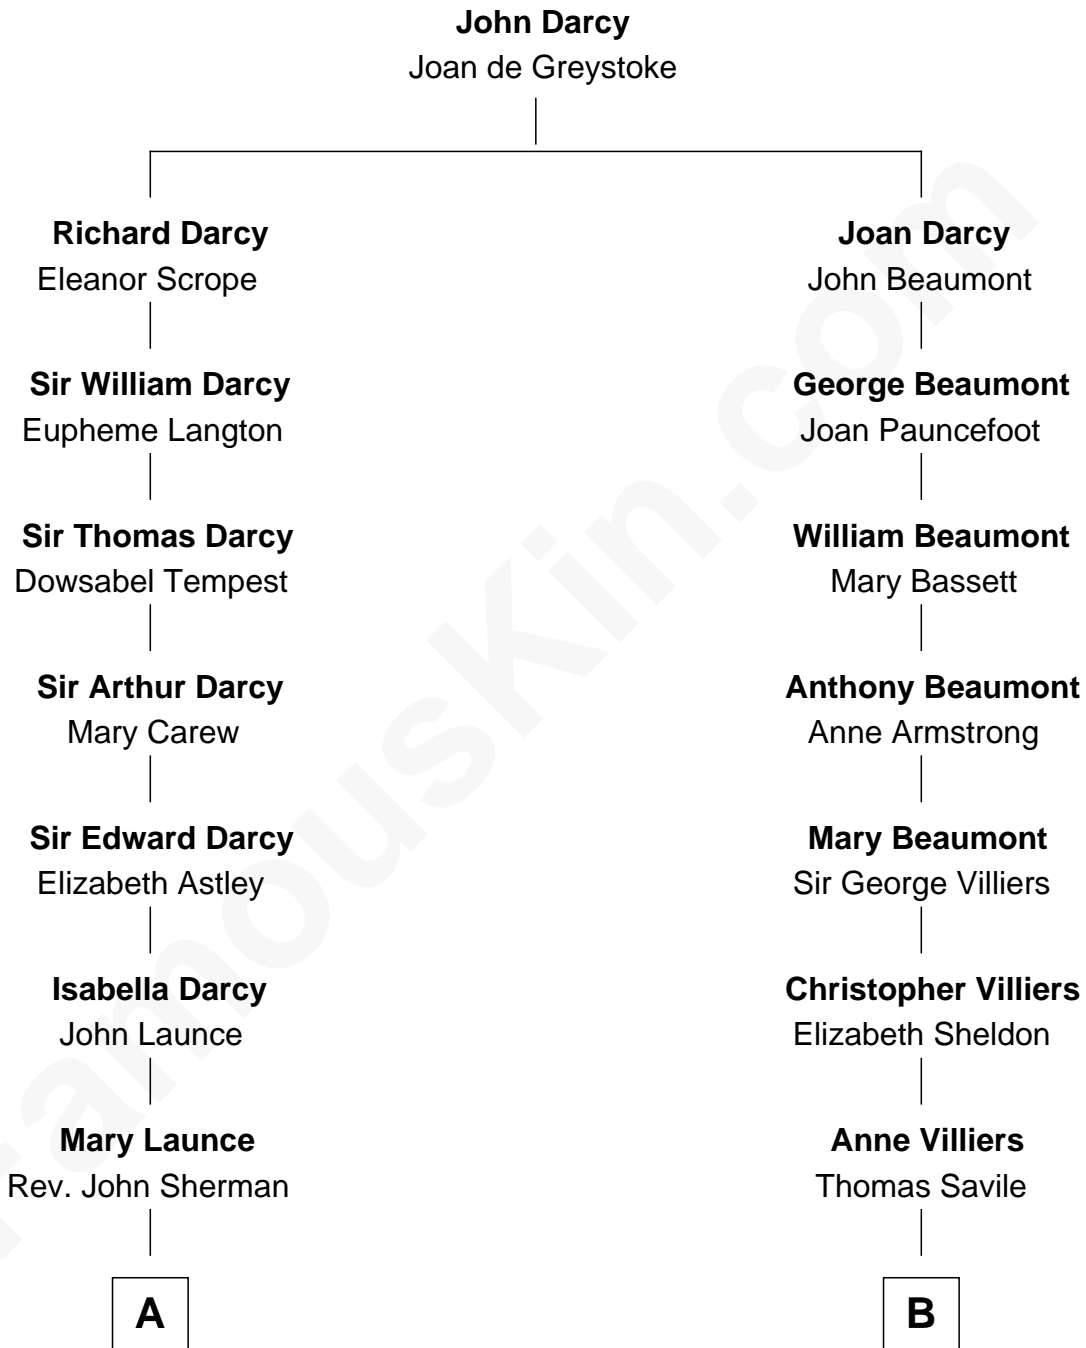 John Darcy
Joan de Greystoke
Richard Darcy
Eleanor Scrope
Joan Darcy
John Beaumont
Sir William Darcy
Eupheme Langton
George Beaumont
Joan Pauncefoot
Sir Thomas Darcy
Dowsabel Tempest
William Beaumont
Mary Bassett
Sir Arthur Darcy
Mary Carew
Anthony Beaumont
Anne Armstrong
Sir Edward Darcy
Elizabeth Astley
Mary Beaumont
Sir George Villiers
Isabella Darcy
John Launce
Christopher Villiers
Elizabeth Sheldon
Mary Launce
Rev. John Sherman
Anne Villiers
Thomas Savile
A
B
FamousKin.com